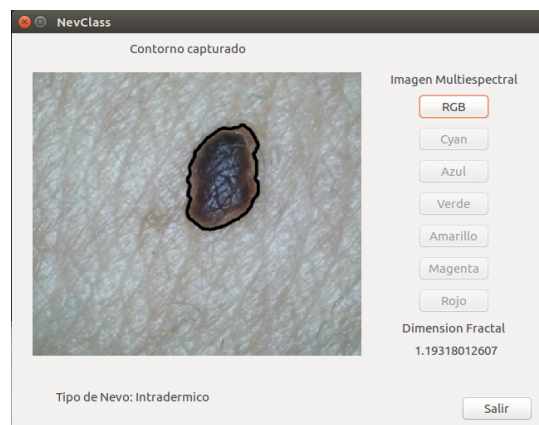 NevClass
Contorno capturado
Imagen Multiespectral
RGB
Cyan
Azul
Verde
Amarillo
Magenta
Rojo
Dimension Fractal
1.19318012607
Tipo de Nevo: Intradermico
Salir